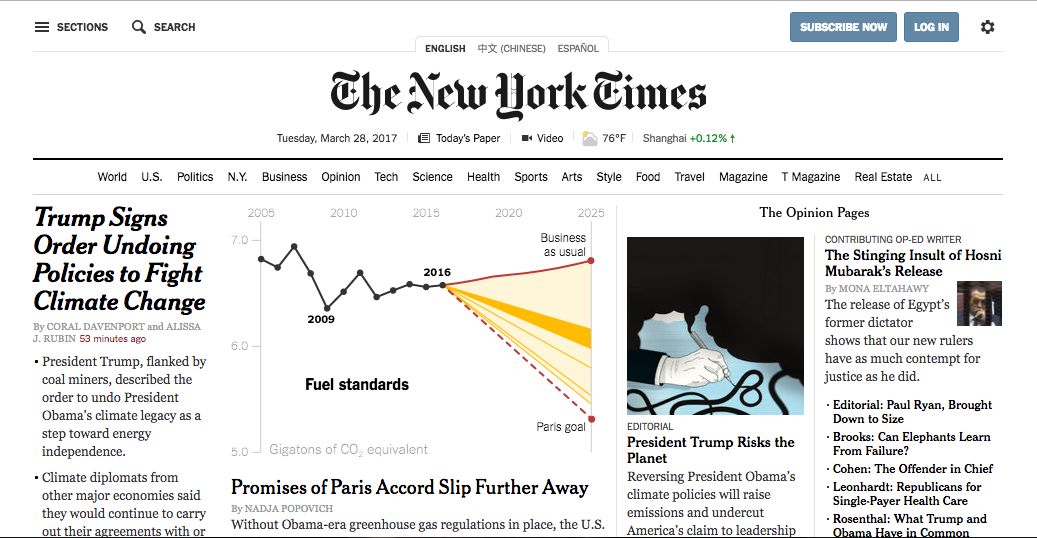 SECTIONS SEARCH SUBSCRIBE NOW LOG IN
ENGLISH 中文 (CHINESE) ESPAÑOL
The New York Times
Tuesday, March 28, 2017 Today's Paper Video 76°F Shanghai +0.12% ↑
World U.S. Politics N.Y. Business Opinion Tech Science Health Sports Arts Style Food Travel Magazine T Magazine Real Estate ALL
Trump Signs
Order Undoing
Policies to Fight
Climate Change
By CORAL DAVENPORT and ALISSA
J. RUBIN 53 minutes ago
• President Trump, flanked by
coal miners, described the
order to undo President
Obama's climate legacy as a
step toward energy
independence.
• Climate diplomats from
other major economies said
they would continue to carry
out their agreements with or
2005 2010 2015 2020 2025
7.0
Business
as usual
2016
2009
6.0
Fuel standards
Paris goal
5.0 Gigatons of CO₂ equivalent
Promises of Paris Accord Slip Further Away
By NADJA POPOVICH
Without Obama-era greenhouse gas regulations in place, the U.S.
The Opinion Pages
EDITORIAL
President Trump Risks the
Planet
Reversing President Obama's
climate policies will raise
emissions and undercut
America's claim to leadership
CONTRIBUTING OP-ED WRITER
The Stinging Insult of Hosni
Mubarak's Release
By MONA ELTAHAWY
The release of Egypt's
former dictator
shows that our new rulers
have as much contempt for
justice as he did.
· Editorial: Paul Ryan, Brought
Down to Size
· Brooks: Can Elephants Learn
From Failure?
· Cohen: The Offender in Chief
· Leonhardt: Republicans for
Single-Payer Health Care
· Rosenthal: What Trump and
Obama Have in Common